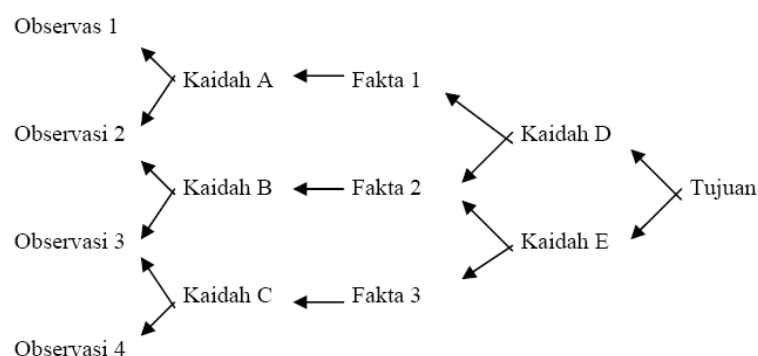 Observas 1
Kaidah A
Fakta 1
Observasi 2
Kaidah D
Kaidah B
Fakta 2
Tujuan
Observasi 3
Kaidah E
Kaidah C
Fakta 3
Observasi 4